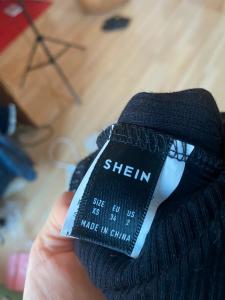 SHEIN
SIZE EU US
XS 34 2
MADE IN CHINA